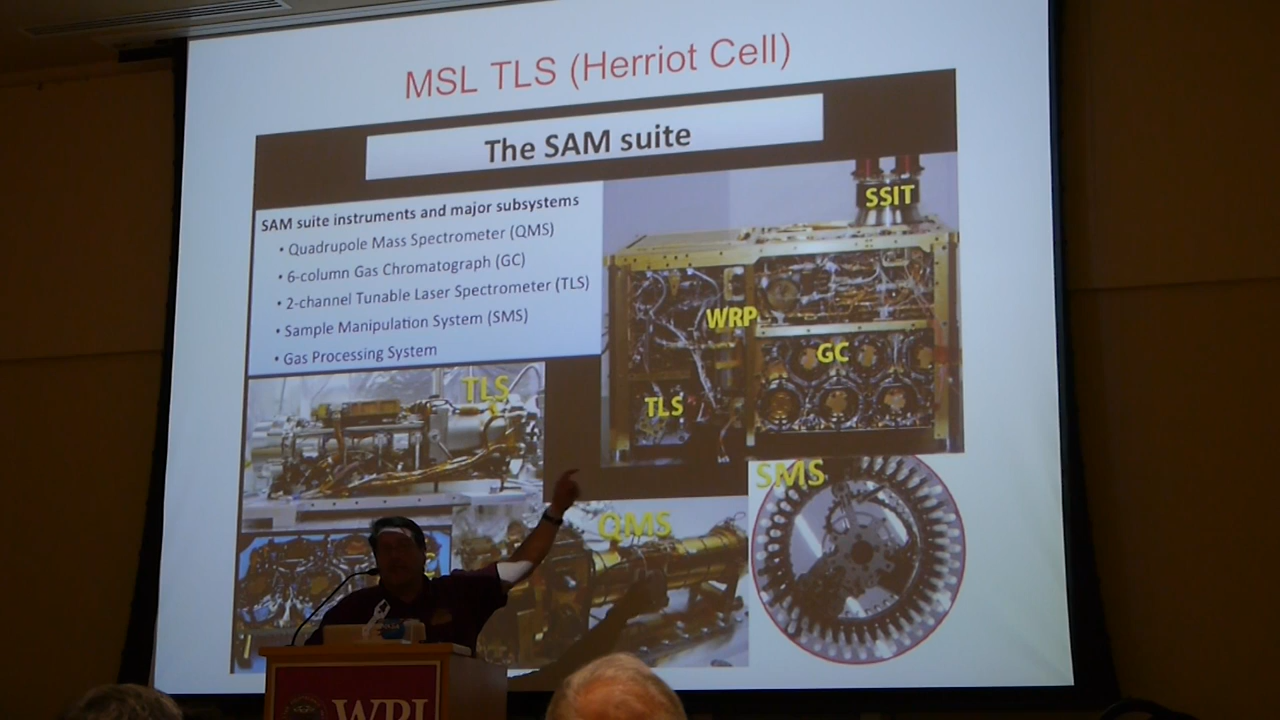 MSL TLS (Herriot Cell)
The SAM suite
SAM suite instruments and major subsystems
• Quadrupole Mass Spectrometer (QMS)
• 6-column Gas Chromatograph (GC)
• 2-channel Tunable Laser Spectrometer (TLS)
• Sample Manipulation System (SMS)
• Gas Processing System
SSIT
WRP
GC
TLS
TLS
SMS
QMS
WPI